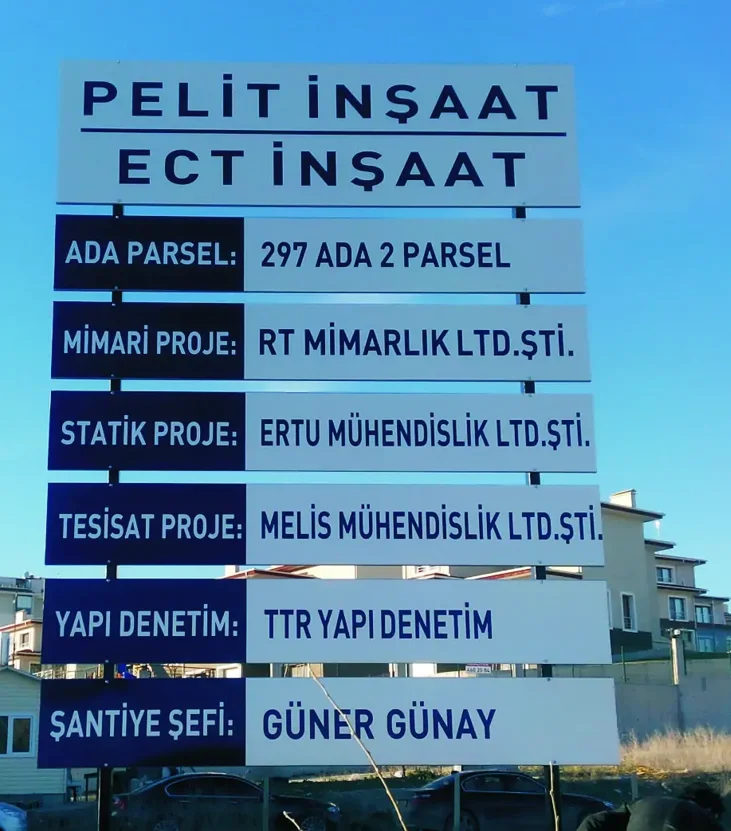 PELİT İNŞAAT
ECT İNŞAAT
ADA PARSEL: 297 ADA 2 PARSEL
MİMARİ PROJE: RT MİMARLIK LTD.ŞTİ.
STATİK PROJE: ERTU MÜHENDİSLİK LTD.ŞTİ.
TESİSAT PROJE: MELİS MÜHENDİSLİK LTD.ŞTİ.
YAPI DENETİM: TTR YAPI DENETİM
ŞANTİYE ŞEFİ: GÜNER GÜNAY